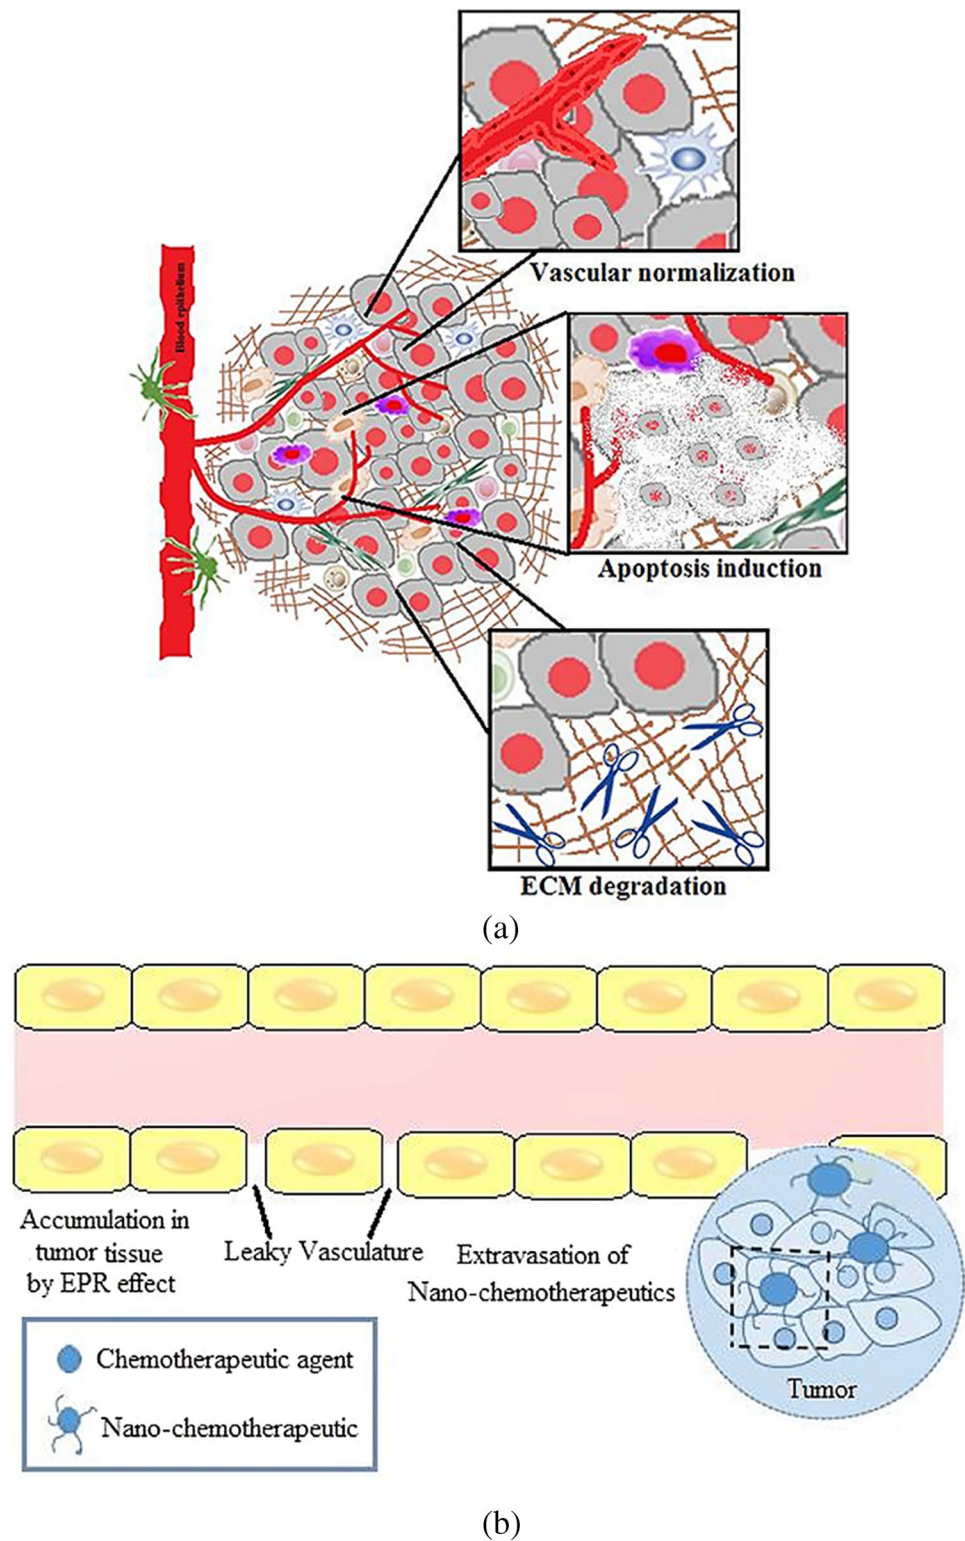 Vascular normalization
Blood epithelium
Apoptosis induction
ECM degradation
(a)
Accumulation in
tumor tissue
by EPR effect
Leaky Vasculature
Extravasation of
Nano-chemotherapeutics
Tumor
Chemotherapeutic agent
Nano-chemotherapeutic
(b)